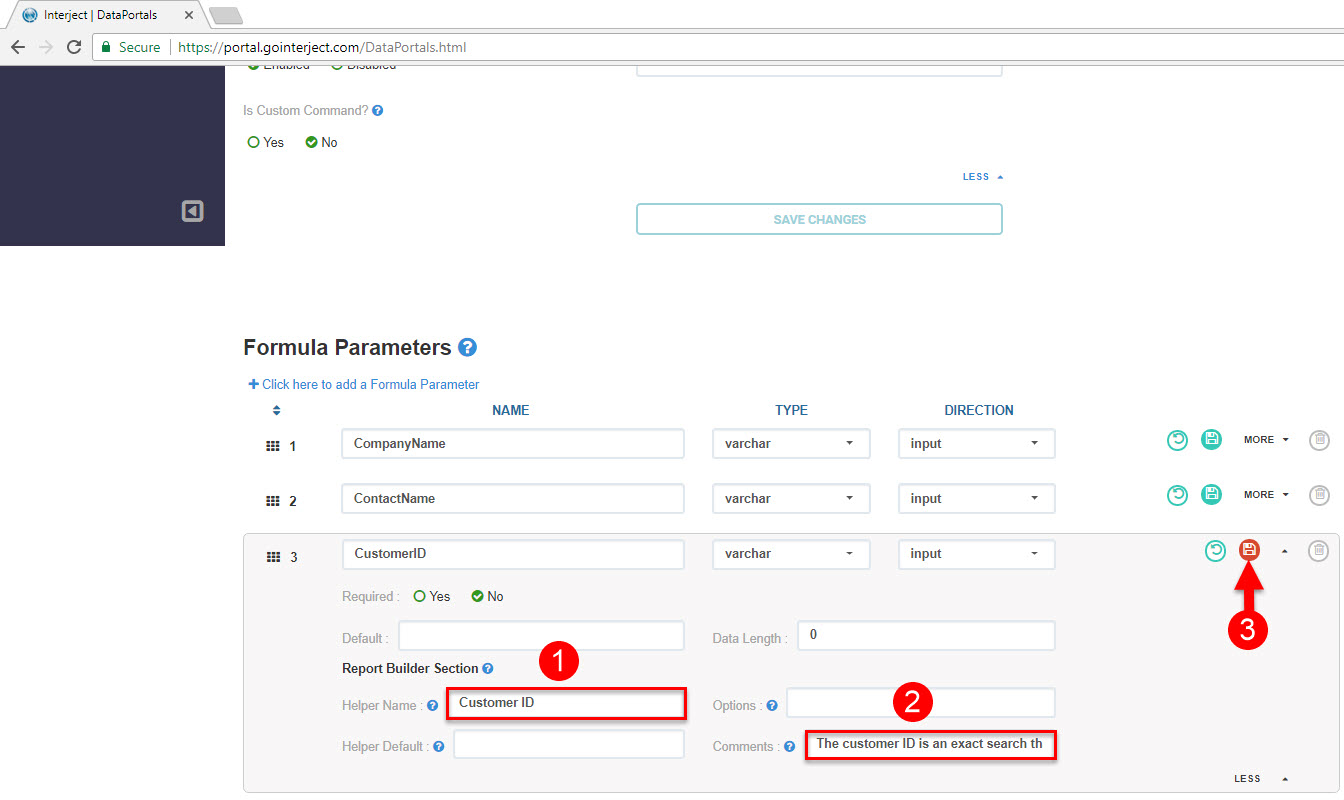 Interject | DataPortals
Secure https://portal.gointerject.com/DataPortals.html
Enabled Disabled
Is Custom Command? ?
Yes No
LESS
SAVE CHANGES
Formula Parameters ?
+ Click here to add a Formula Parameter
NAME TYPE DIRECTION
1 CompanyName varchar input MORE
2 ContactName varchar input MORE
3 CustomerID varchar input
Required : Yes No
3
Default : Data Length : 0
1
Report Builder Section ?
2
Helper Name : ? Customer ID Options : ?
Helper Default : ? Comments : ? The customer ID is an exact search th
LESS